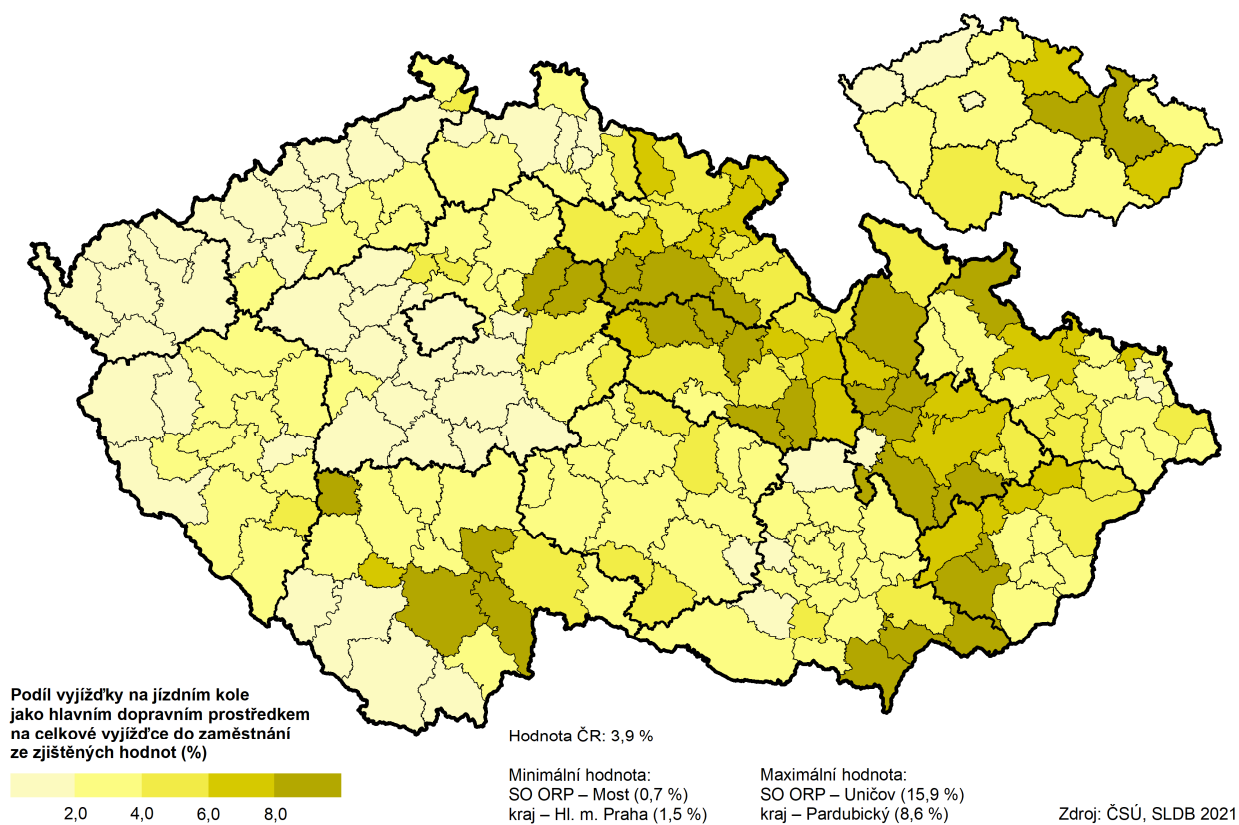 Podíl vyjížďky na jízdním kole
jako hlavním dopravním prostředkem
na celkové vyjížďce do zaměstnání
ze zjištěných hodnot (%)
2,0 4,0 6,0 8,0
Hodnota ČR: 3,9 %
Minimální hodnota:
SO ORP – Most (0,7 %)
kraj – Hl. m. Praha (1,5 %)
Maximální hodnota:
SO ORP – Uničov (15,9 %)
kraj – Pardubický (8,6 %)
Zdroj: ČSÚ, SLDB 2021